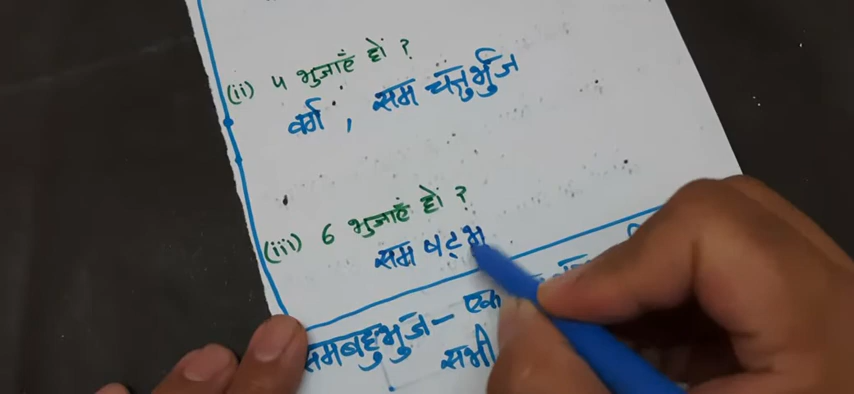 (ii) 4 भुजाएँ हों ?
वर्ग , सम चतुर्भुज
(iii) 6 भुजाएँ हों ?
सम षट्भ
समबहुभुज - एक
सभी